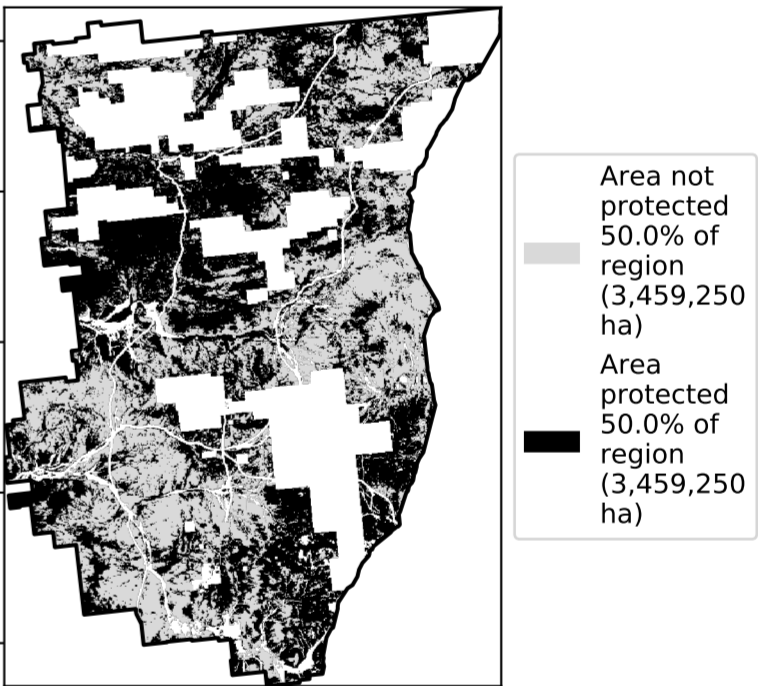 Area not
protected
50.0% of
region
(3,459,250
ha)
Area
protected
50.0% of
region
(3,459,250
ha)